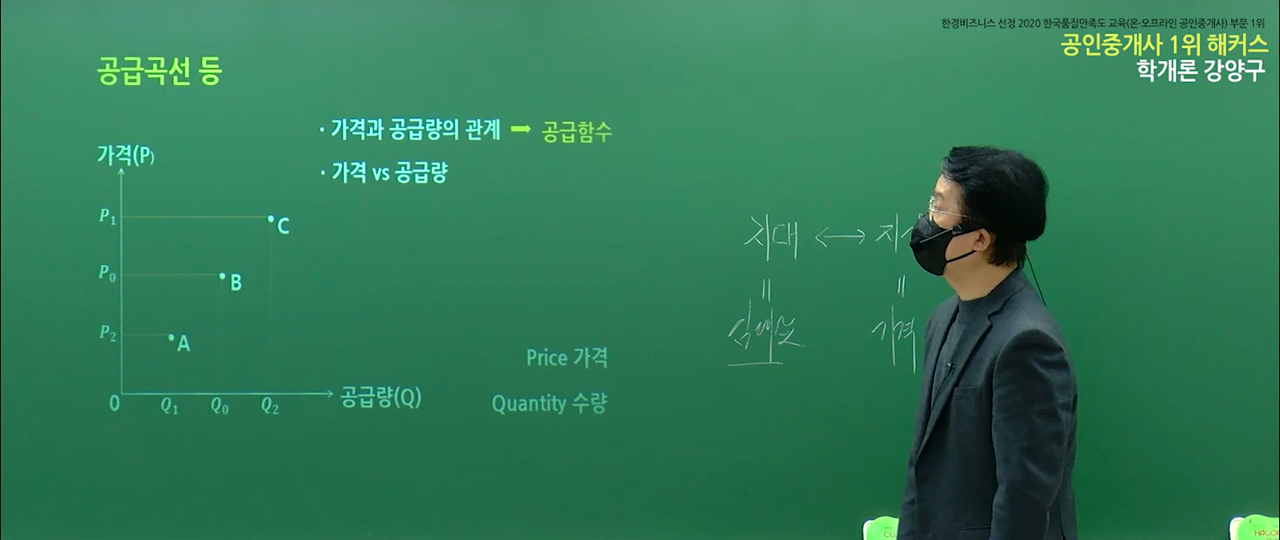 한경비즈니스 선정 2020 한국품질만족도 교육(온·오프라인 공인중개사) 부문 1위
공인중개사 1위 해커스
학개론 강양구
공급곡선 등
· 가격과 공급량의 관계 ➡ 공급함수
· 가격 vs 공급량
가격(P)
P₁
C
P₀
B
P₂
A
0 Q₁ Q₀ Q₂ 공급량(Q)
Price 가격
Quantity 수량
지대 ↔
= =
임대료 가격